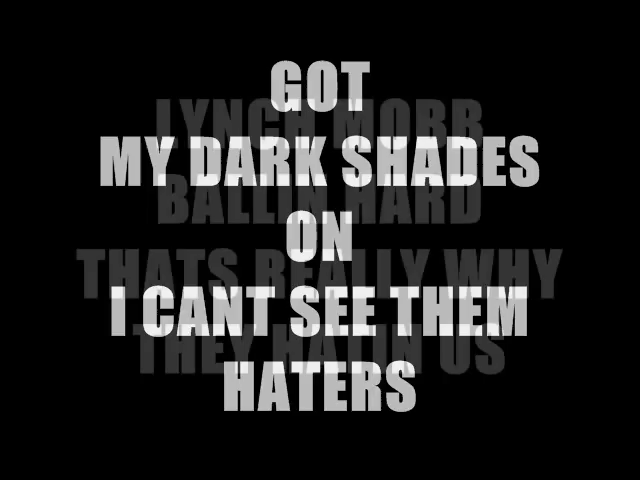 GOT
MY DARK SHADES
ON
I CANT SEE THEM
HATERS
LYNCH MOBB
BALLIN HARD
THATS REALLY WHY
THEY HATIN US